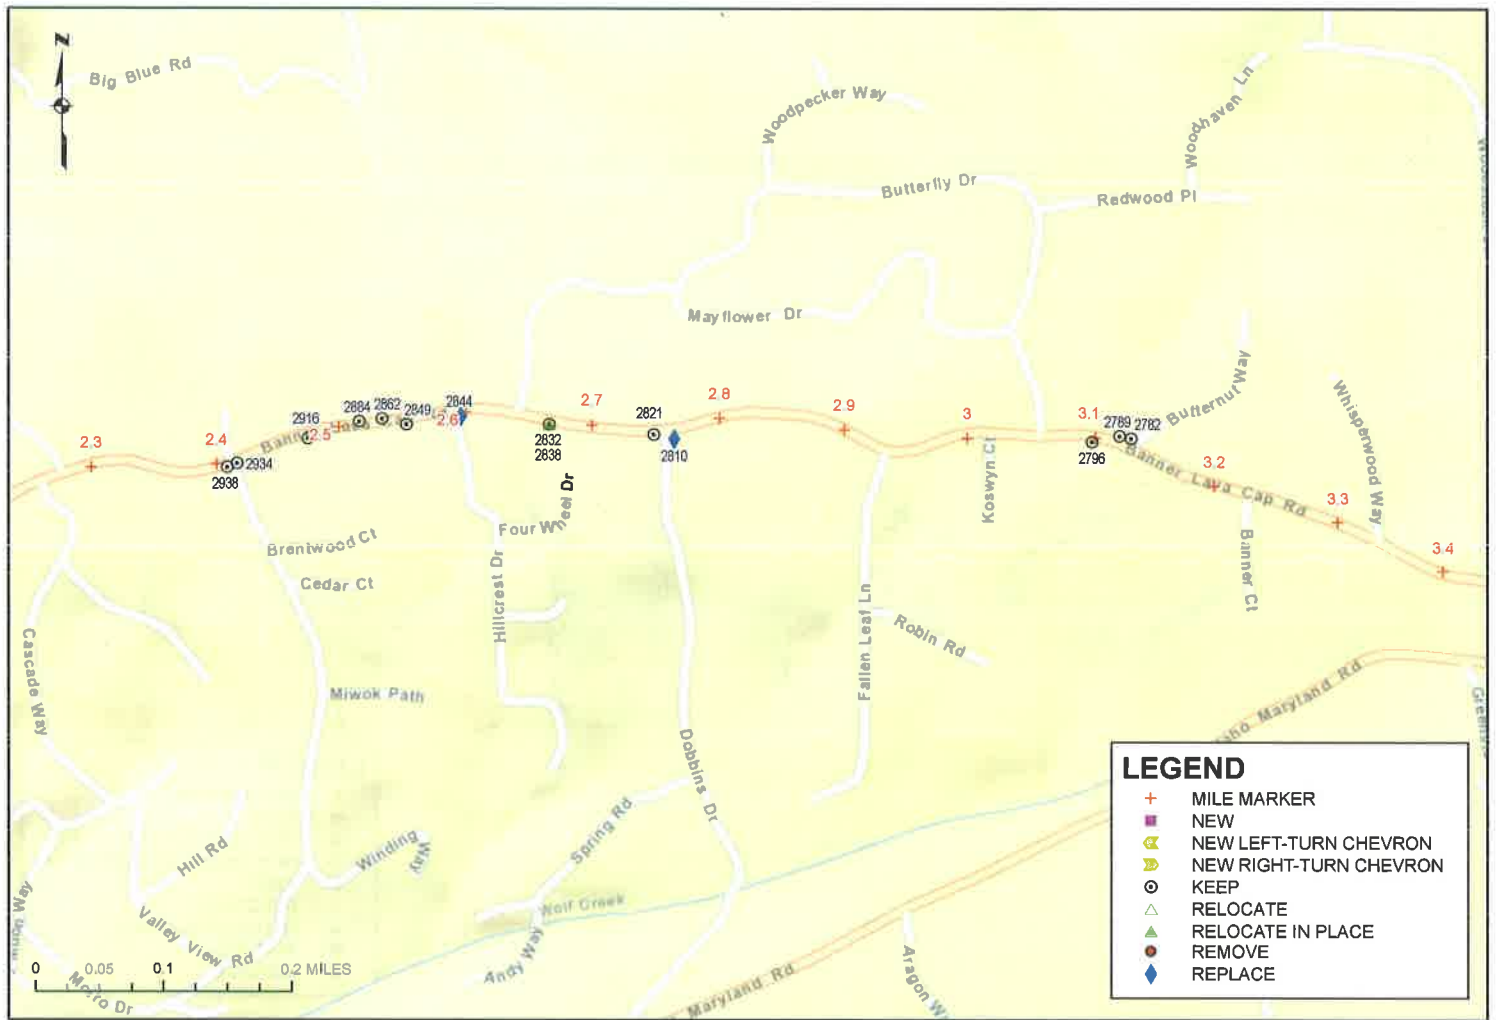 Z
Big Blue Rd
Woodpecker Way
Woodhaven Ln
Butterfly Dr
Redwood Pl
Mayflower Dr
Butternut Way
Whisperwood Way
2.3
2.4
2938
2934
2916
2.5
2884
2862
2849
2.6
2844
2832
2838
2.7
2821
2810
2.8
2.9
3
3.1
2796
2789
2782
Banner Lava Cap Rd
3.2
3.3
3.4
Koswyn Ct
Banner Ct
Four Wheel Dr
Hillcrest Dr
Brentwood Ct
Cedar Ct
Cascade Way
Miwok Path
Fallen Leaf Ln
Robin Rd
Dobbins Dr
Spring Rd
Hill Rd
Winding Way
Valley View Rd
Wolf Creek
Andy Way
Maryland Rd
Maryland Rd
Way
0 0.05 0.1 0.2 MILES
LEGEND
MILE MARKER
NEW
NEW LEFT-TURN CHEVRON
NEW RIGHT-TURN CHEVRON
KEEP
RELOCATE
RELOCATE IN PLACE
REMOVE
REPLACE